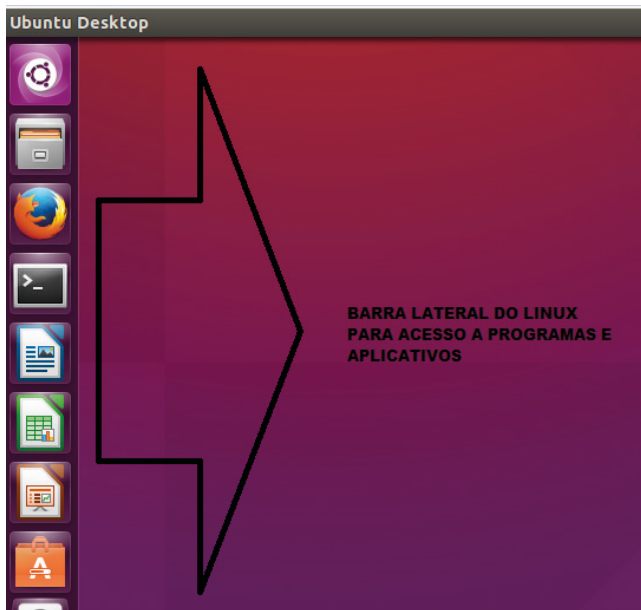 Ubuntu Desktop
BARRA LATERAL DO LINUX
PARA ACESSO A PROGRAMAS E
APLICATIVOS